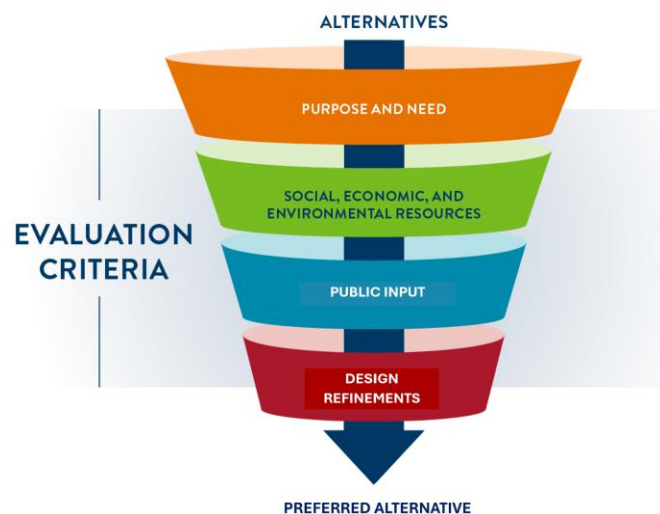 ALTERNATIVES
PURPOSE AND NEED
SOCIAL, ECONOMIC, AND
ENVIRONMENTAL RESOURCES
EVALUATION
CRITERIA
PUBLIC INPUT
DESIGN
REFINEMENTS
PREFERRED ALTERNATIVE